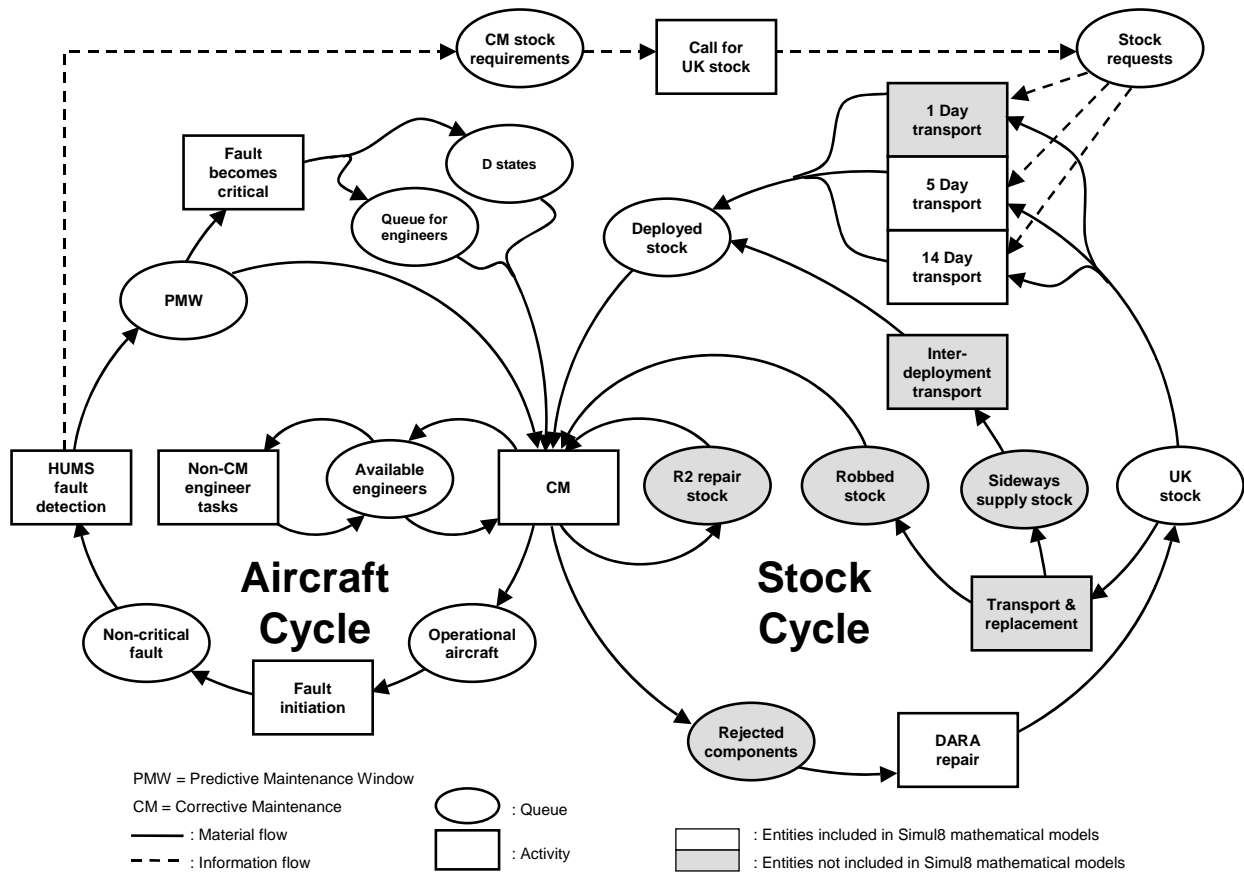 CM stock
requirements
Call for
UK stock
Stock
requests
1 Day
transport
Fault
becomes
critical
D states
5 Day
transport
Queue for
engineers
Deployed
stock
14 Day
transport
PMW
Inter-
deployment
transport
HUMS
fault
detection
Non-CM
engineer
tasks
Available
engineers
CM
R2 repair
stock
Robbed
stock
Sideways
supply stock
UK
stock
Aircraft
Cycle
Stock
Cycle
Non-critical
fault
Operational
aircraft
Transport &
replacement
Fault
initiation
Rejected
components
DARA
repair
PMW = Predictive Maintenance Window
CM = Corrective Maintenance
: Material flow
: Information flow
: Queue
: Activity
: Entities included in Simul8 mathematical models
: Entities not included in Simul8 mathematical models